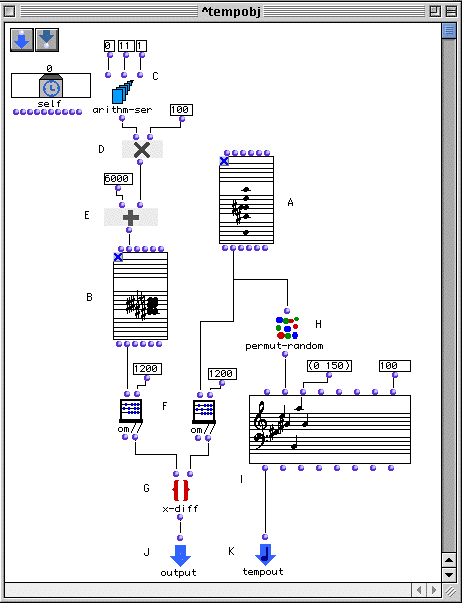 ^tempobj
0
self
0 11 1
C
arithm-ser
100
D
6000
E
A
B
H
permut-random
1200
1200
(0 150)
100
F
om//
om//
I
G
x-diff
J
output
K
tempout